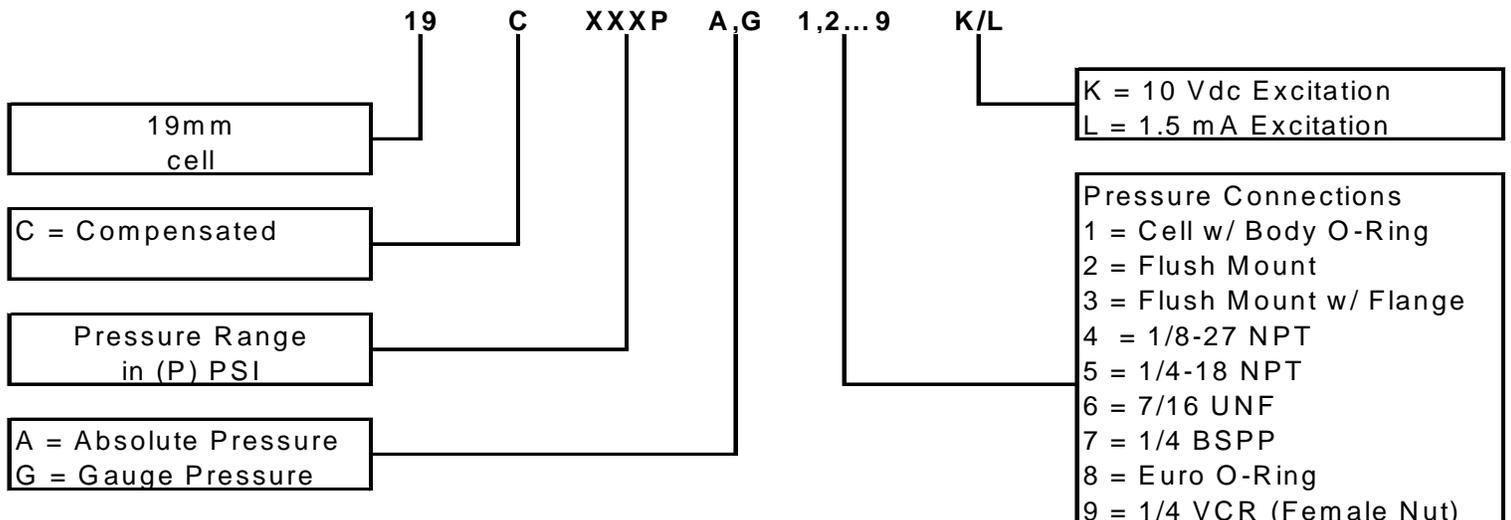 19 C XXXP A,G 1,2...9 K/L
19mm
cell
C = Compensated
Pressure Range
in (P) PSI
A = Absolute Pressure
G = Gauge Pressure
K = 10 Vdc Excitation
L = 1.5 mA Excitation
Pressure Connections
1 = Cell w/ Body O-Ring
2 = Flush Mount
3 = Flush Mount w/ Flange
4 = 1/8-27 NPT
5 = 1/4-18 NPT
6 = 7/16 UNF
7 = 1/4 BSPP
8 = Euro O-Ring
9 = 1/4 VCR (Female Nut)